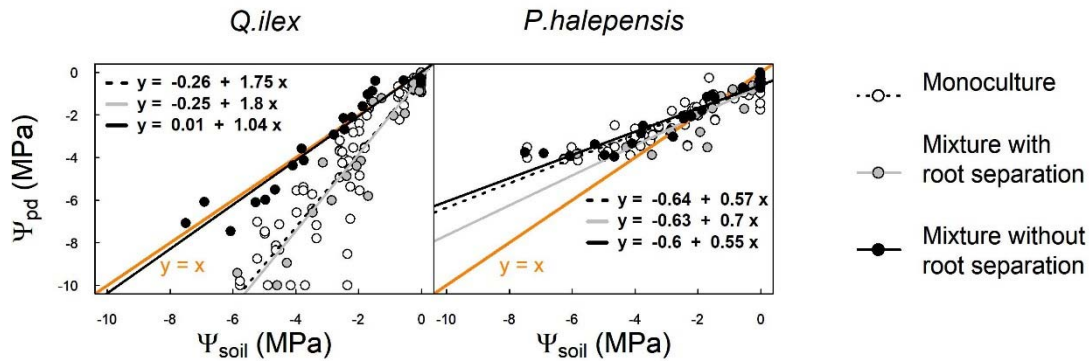 Q.ilex
P.halepensis
y = -0.26 + 1.75 x
y = -0.25 + 1.8 x
y = 0.01 + 1.04 x
y = x
y = -0.64 + 0.57 x
y = -0.63 + 0.7 x
y = -0.6 + 0.55 x
y = x
0
-2
-4
-6
-8
-10
Ψpd (MPa)
-10 -8 -6 -4 -2 0
-10 -8 -6 -4 -2 0
Ψsoil (MPa)
Ψsoil (MPa)
Monoculture
Mixture with
root separation
Mixture without
root separation